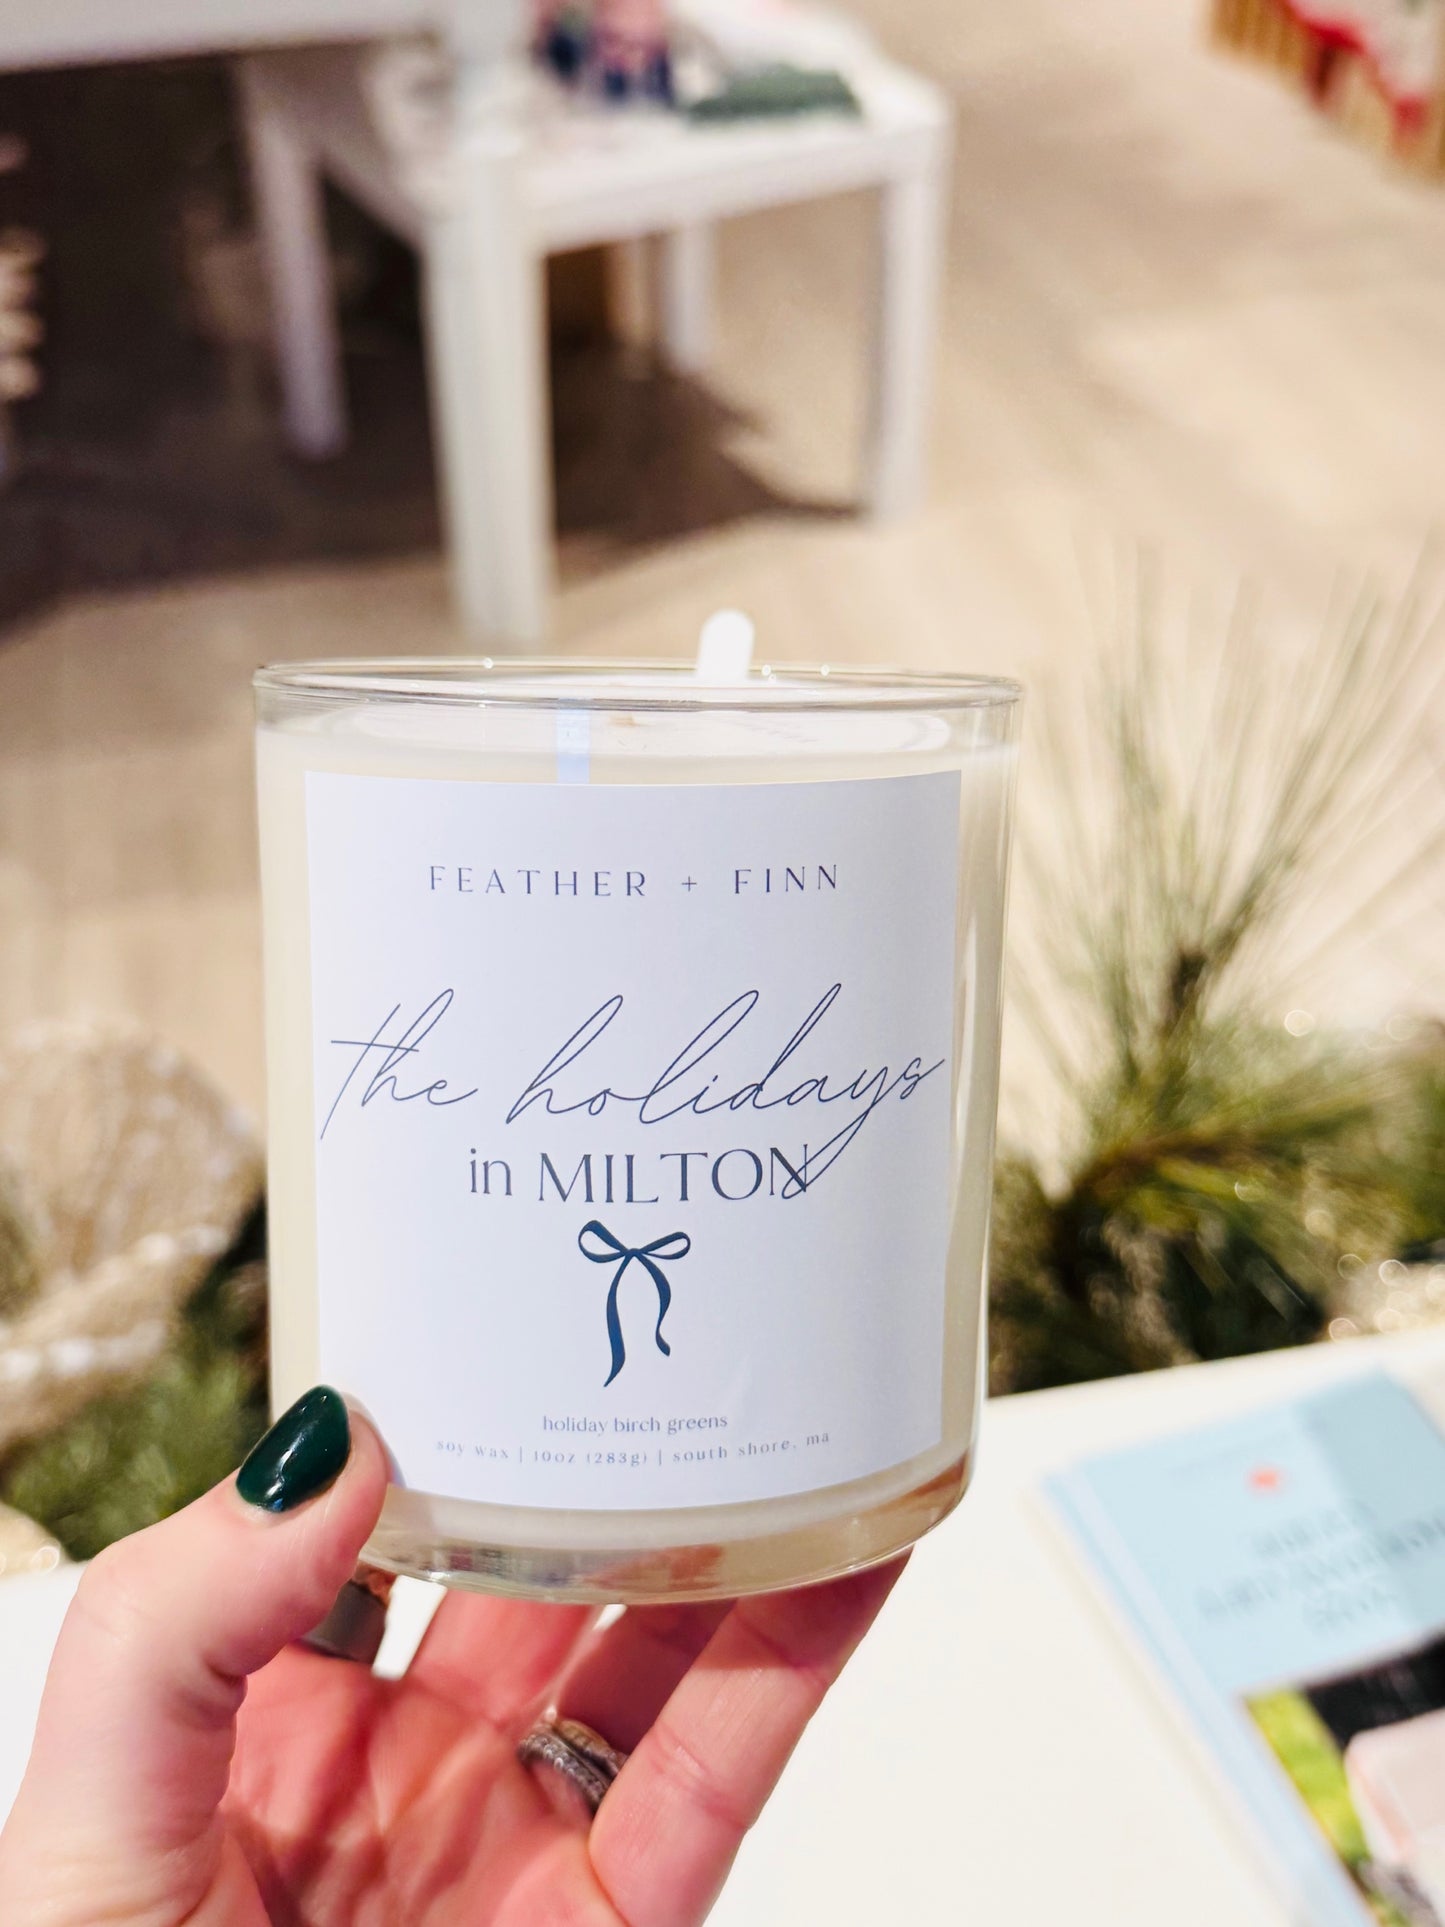 FEATHER + FINN
the holidays
in MILTON
holiday birch greens
soy wax | 10oz (283g) | south shore, ma